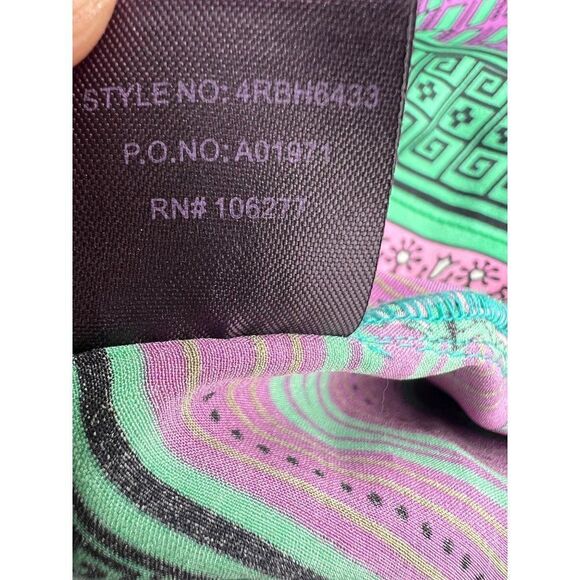 STYLE NO: 4RBH6433
P.O.NO: A01971
RN# 106277